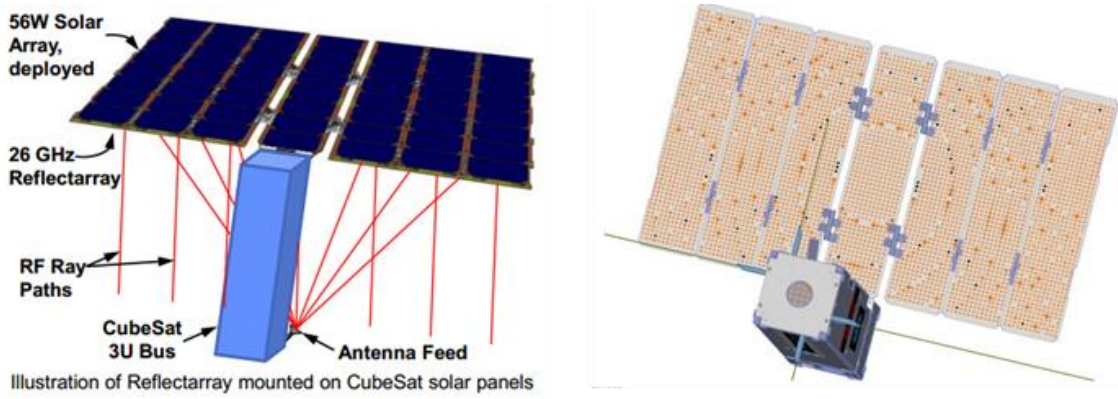 56W Solar
Array,
deployed
26 GHz
Reflectarray
RF Ray
Paths
CubeSat
3U Bus
Antenna Feed
Illustration of Reflectarray mounted on CubeSat solar panels